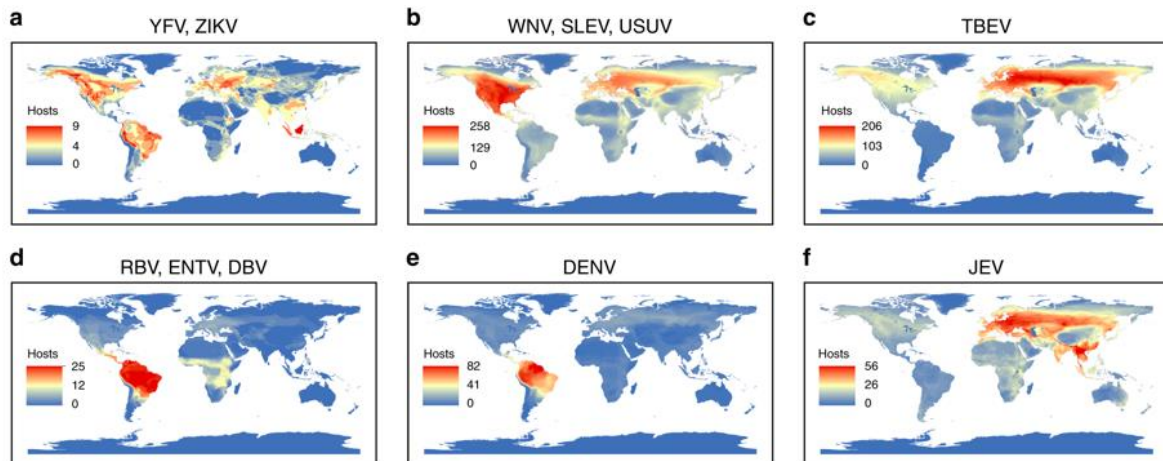 a
YFV, ZIKV
Hosts
9
4
0
b
WNV, SLEV, USUV
Hosts
258
129
0
c
TBEV
Hosts
206
103
0
d
RBV, ENTV, DBV
Hosts
25
12
0
e
DENV
Hosts
82
41
0
f
JEV
Hosts
56
26
0